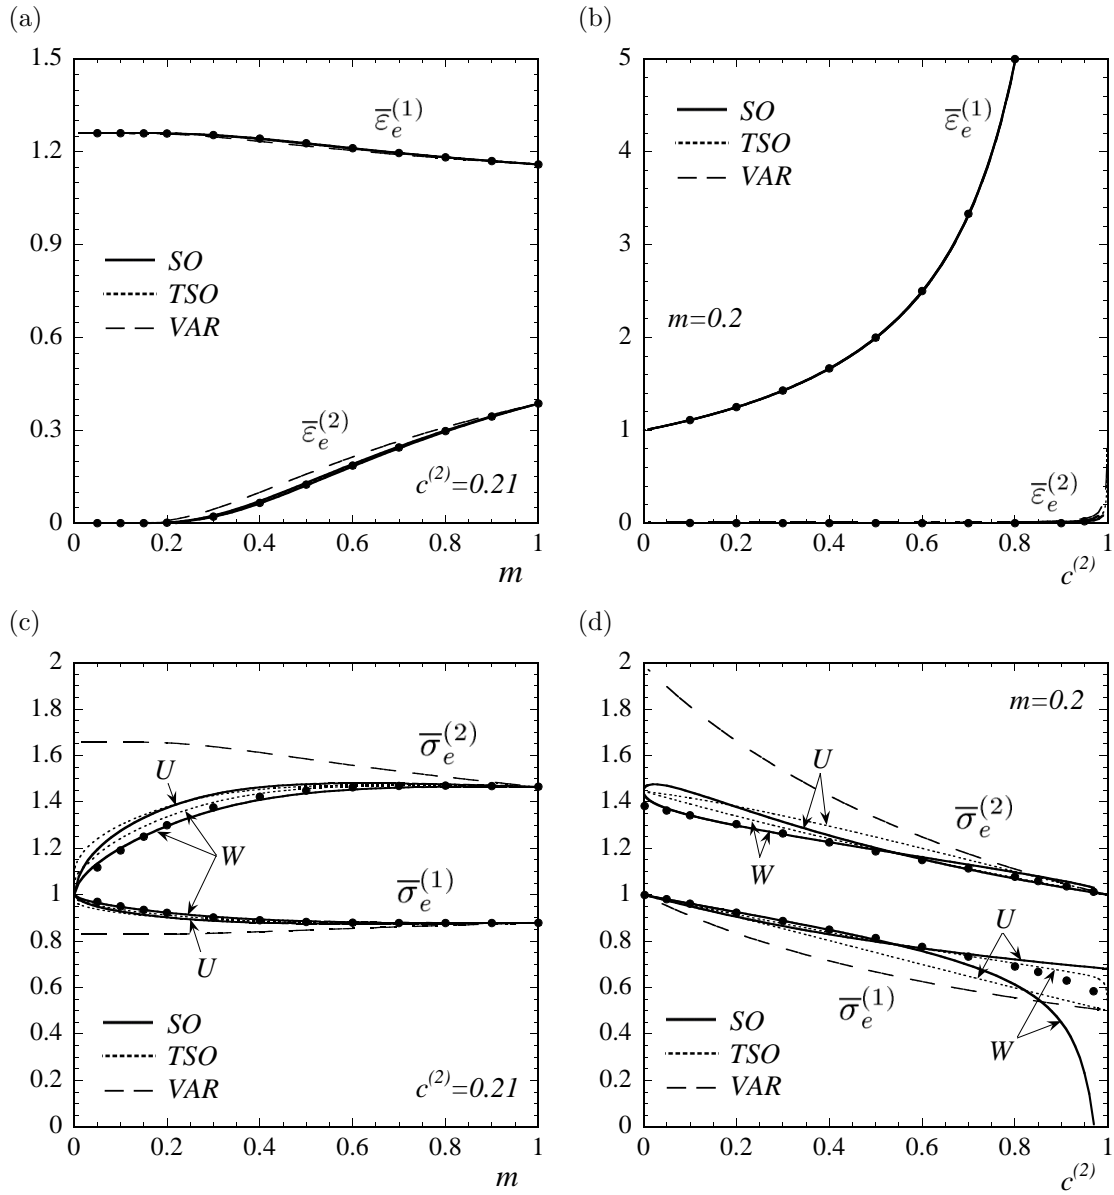 (a)
1.5
1.2
0.9
0.6
0.3
0
0 0.2 0.4 0.6 0.8 1
m
ε̅e(1)
SO
TSO
VAR
ε̅e(2)
c(2)=0.21
(b)
5
4
3
2
1
0
0 0.2 0.4 0.6 0.8 1
c(2)
SO
TSO
VAR
ε̅e(1)
m=0.2
ε̅e(2)
(c)
2
1.8
1.6
1.4
1.2
1
0.8
0.6
0.4
0.2
0
0 0.2 0.4 0.6 0.8 1
m
σ̅e(2)
U
W
σ̅e(1)
U
SO
TSO
VAR
c(2)=0.21
(d)
2
1.8
1.6
1.4
1.2
1
0.8
0.6
0.4
0.2
0
0 0.2 0.4 0.6 0.8 1
c(2)
m=0.2
U
σ̅e(2)
W
U
σ̅e(1)
W
SO
TSO
VAR